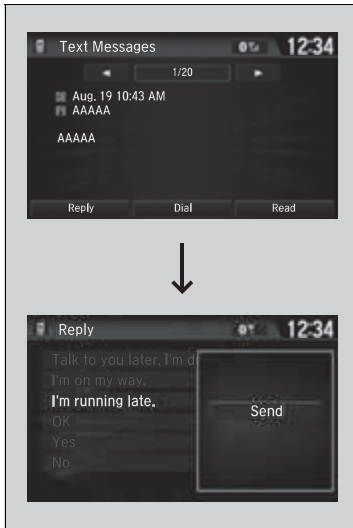 Text Messages 12:34
1/20
Aug. 19 10:43 AM
AAAAA
AAAAA
Reply Dial Read
Reply 12:34
Talk to you later, I'm d
I'm on my way.
I'm running late.
Send
OK
Yes
No